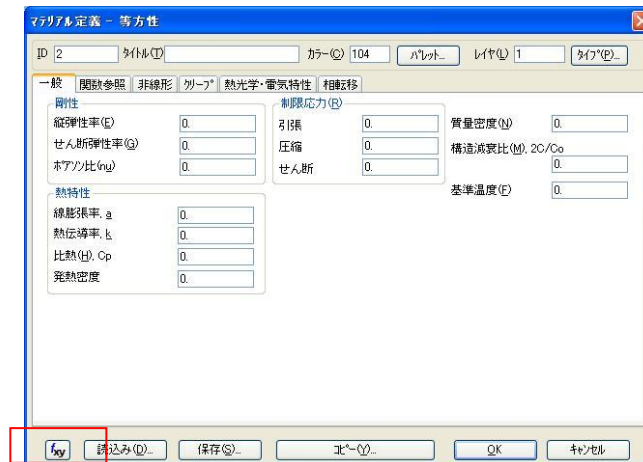 マテリアル定義 - 等方性
ID 2 タイトル(T) カラー(C) 104 パレット... レイヤ(L) 1 タイプ(P)...
一般 関数参照 非線形 クリープ 熱光学・電気特性 相転移
剛性
縦弾性率(E) 0.
せん断弾性率(G) 0.
ポアソン比(nu) 0.
制限応力(R)
引張 0.
圧縮 0.
せん断 0.
質量密度(N) 0.
構造減衰比(M), 2C/Co
0.
基準温度(F) 0.
熱特性
線膨張率, a 0.
熱伝導率, k 0.
比熱(H), Cp 0.
発熱密度 0.
fxy 読込み(D)... 保存(S)... コピー(Y)... OK キャンセル